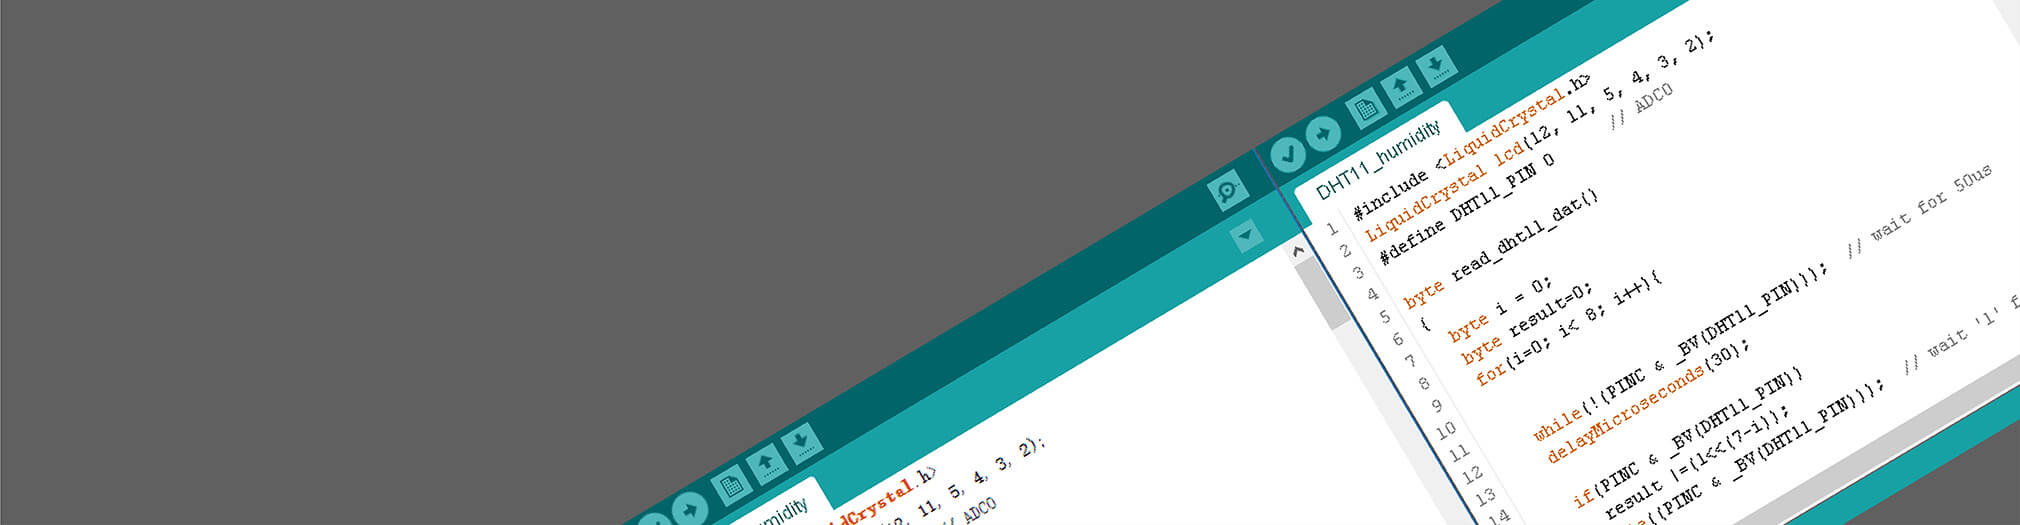 DHT11_humidity
1
2
3
4
5
6
7
8
9
10
11
12
13
14
#include <LiquidCrystal.h>
LiquidCrystal lcd(12, 11, 5, 4, 3, 2);
#define DHT11_PIN 0 // ADC0
byte read_dht11_dat()
{
byte i = 0;
byte result=0;
for(i=0; i< 8; i++){
while(!(PINC & _BV(DHT11_PIN))); // wait for 50us
delayMicroseconds(30);
if(PINC & _BV(DHT11_PIN))
result |=(1<<(7-i));
((PINC & _BV(DHT11_PIN))); // wait '1' f
midity
dCrystal.h>
2, 11, 5, 4, 3, 2);
// ADC0